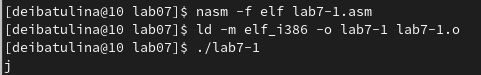 [deibatulina@10 lab07]$ nasm -f elf lab7-1.asm
[deibatulina@10 lab07]$ ld -m elf_i386 -o lab7-1 lab7-1.o
[deibatulina@10 lab07]$ ./lab7-1
j